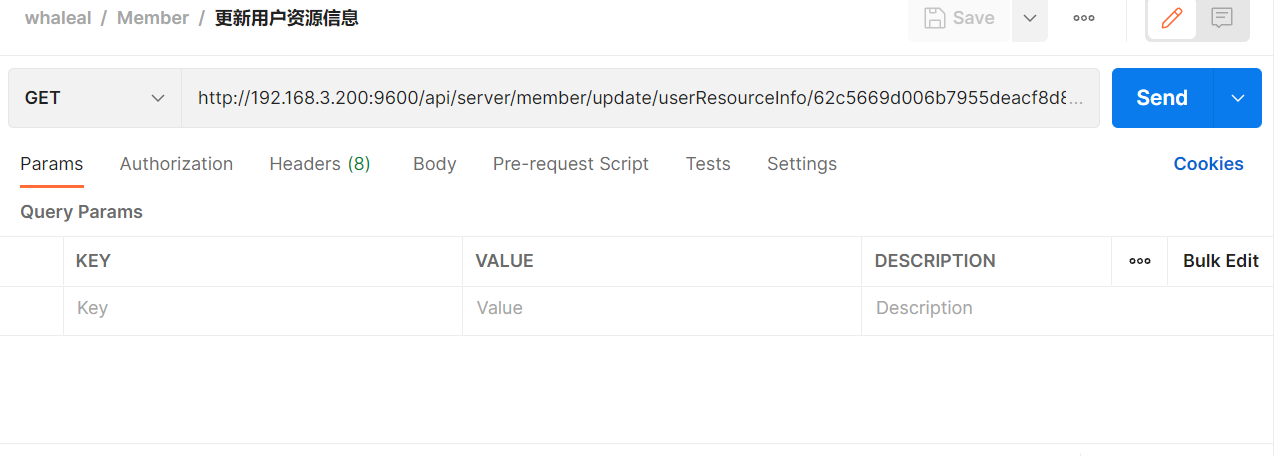 whaleal / Member / 更新用户资源信息
Save
GET
http://192.168.3.200:9600/api/server/member/update/userResourceInfo/62c5669d006b7955deacf8d8...
Send
Params Authorization Headers (8) Body Pre-request Script Tests Settings Cookies
Query Params
KEY VALUE DESCRIPTION Bulk Edit
Key Value Description